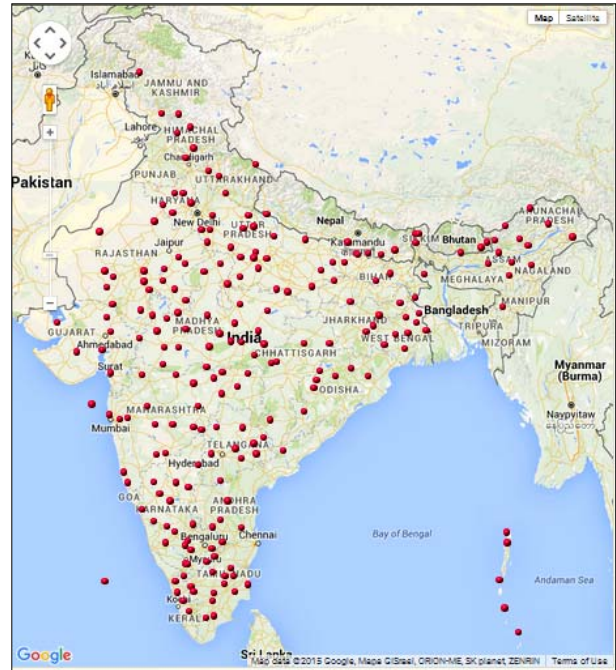 Map Satellite
Islamabad
JAMMU AND
KASHMIR
Lahore
HIMACHAL
PRADESH
Chandigarh
PUNJAB
UTTARAKHAND
Pakistan
HARYANA
New Delhi
Nepal
ARUNACHAL
PRADESH
UTTAR
PRADESH
Kathmandu
SIKKIM
Bhutan
Jaipur
RAJASTHAN
ASSAM
BIHAR
NAGALAND
MEGHALAYA
MANIPUR
Bangladesh
GUJARAT
MADHYA
PRADESH
JHARKHAND
TRIPURA
Ahmedabad
India
WEST BENGAL
MIZORAM
CHHATTISGARH
Surat
Myanmar
(Burma)
ODISHA
MAHARASHTRA
Naypyitaw
Mumbai
TELANGANA
Hyderabad
GOA
KARNATAKA
ANDHRA
PRADESH
Bay of Bengal
Bengaluru
Chennai
Andaman Sea
TAMIL NADU
Kochi
KERALA
Sri Lanka
Google
Map data ©2015 Google, Mapa GISrael, ORION-ME, SK planet, ZENRIN Terms of Use